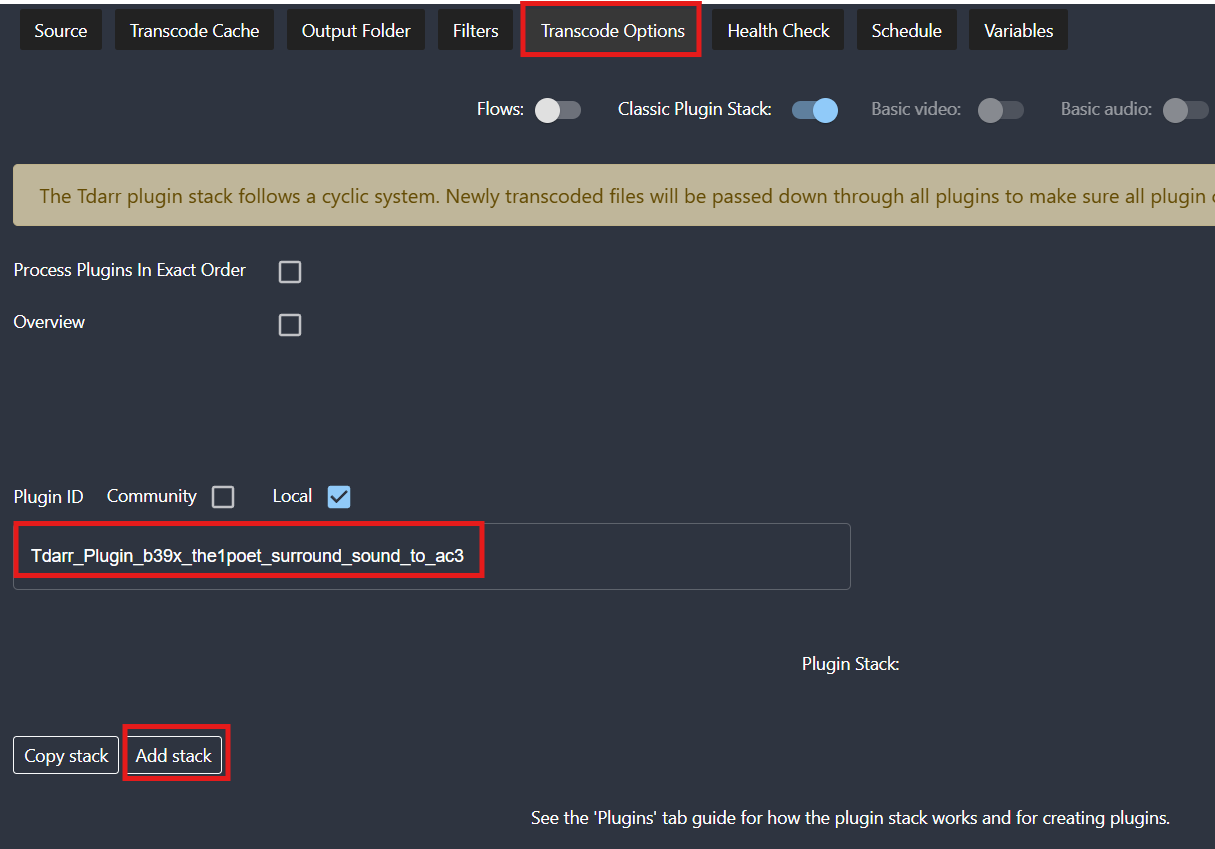 Source Transcode Cache Output Folder Filters Transcode Options Health Check Schedule Variables
Flows: Classic Plugin Stack: Basic video: Basic audio:
The Tdarr plugin stack follows a cyclic system. Newly transcoded files will be passed down through all plugins to make sure all plugin
Process Plugins In Exact Order
Overview
Plugin ID Community Local
Tdarr_Plugin_b39x_the1poet_surround_sound_to_ac3
Plugin Stack:
Copy stack Add stack
See the 'Plugins' tab guide for how the plugin stack works and for creating plugins.